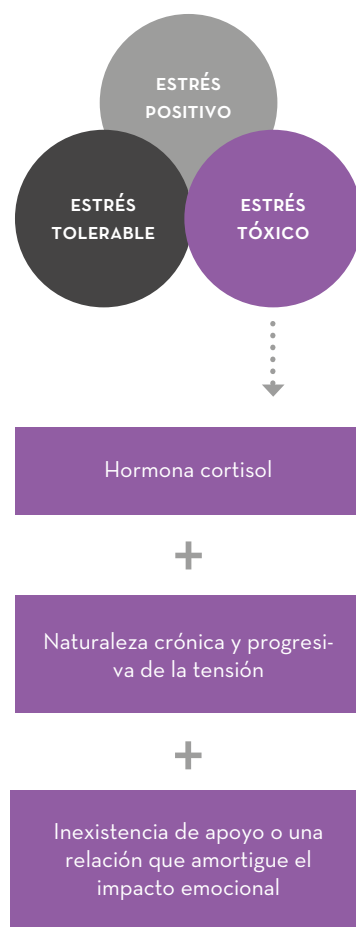 ESTRÉS
POSITIVO
ESTRÉS
TOLERABLE
ESTRÉS
TÓXICO
Hormona cortisol
+
Naturaleza crónica y progresi-
va de la tensión
+
Inexistencia de apoyo o una
relación que amortigue el
impacto emocional